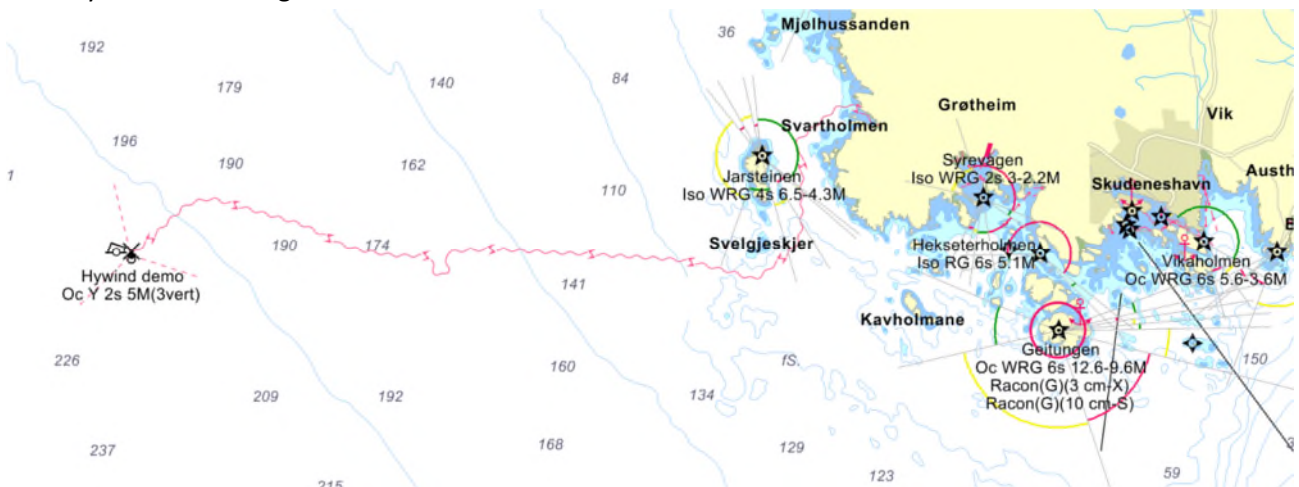 Mjølhussanden
192
36
140
84
179
Grøtheim
Vik
196
Svartholmen
190
162
Syrevågen
Iso WRG 2s 3-2.2M
Jarsteinen
Iso WRG 4s 6.5-4.3M
Skudeneshavn
Austh
1
110
190
174
Svelgjeskjer
Hekseterholmen
Iso RG 6s 5.1M
Vikaholmen
Oc WRG 6s 5.6-3.6M
Hywind demo
Oc Y 2s 5M(3vert)
141
Kavholmane
226
160
fS.
Geitungen
Oc WRG 6s 12.6-9.6M
Racon(G)(3 cm-X)
Racon(G)(10 cm-S)
150
209
192
134
237
168
129
123
59
215